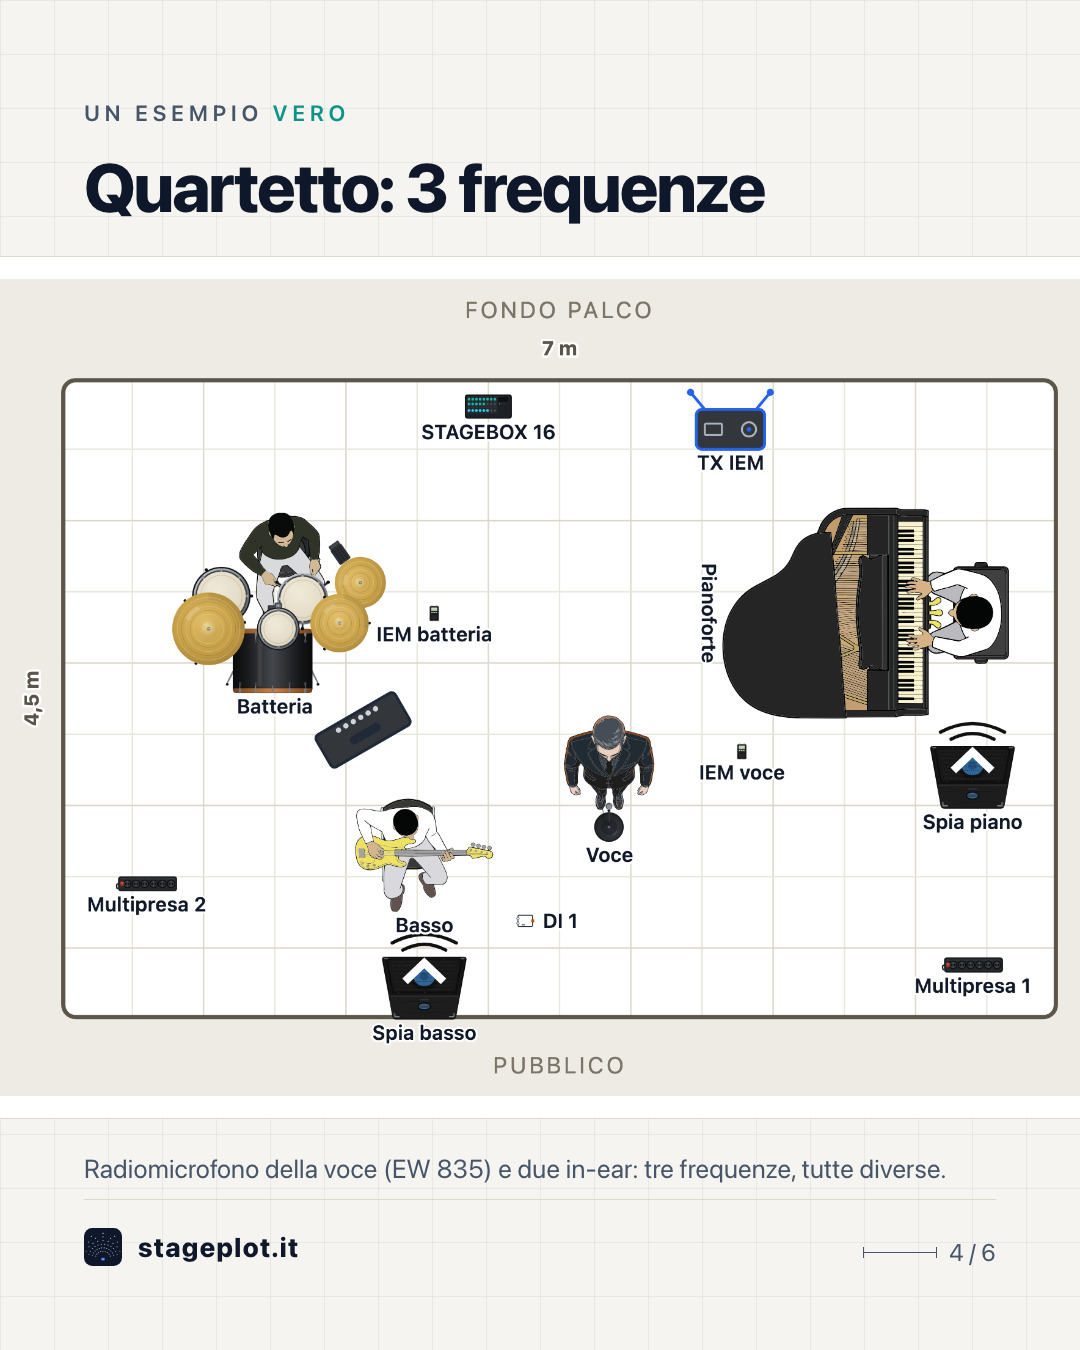 UN ESEMPIO VERO
Quartetto: 3 frequenze
FONDO PALCO
7 m
STAGEBOX 16
TX IEM
Pianoforte
IEM batteria
4,5 m
Batteria
IEM voce
Spia piano
Voce
Multipresa 2
Basso
DI 1
Multipresa 1
Spia basso
PUBBLICO
Radiomicrofono della voce (EW 835) e due in-ear: tre frequenze, tutte diverse.
stageplot.it
4 / 6